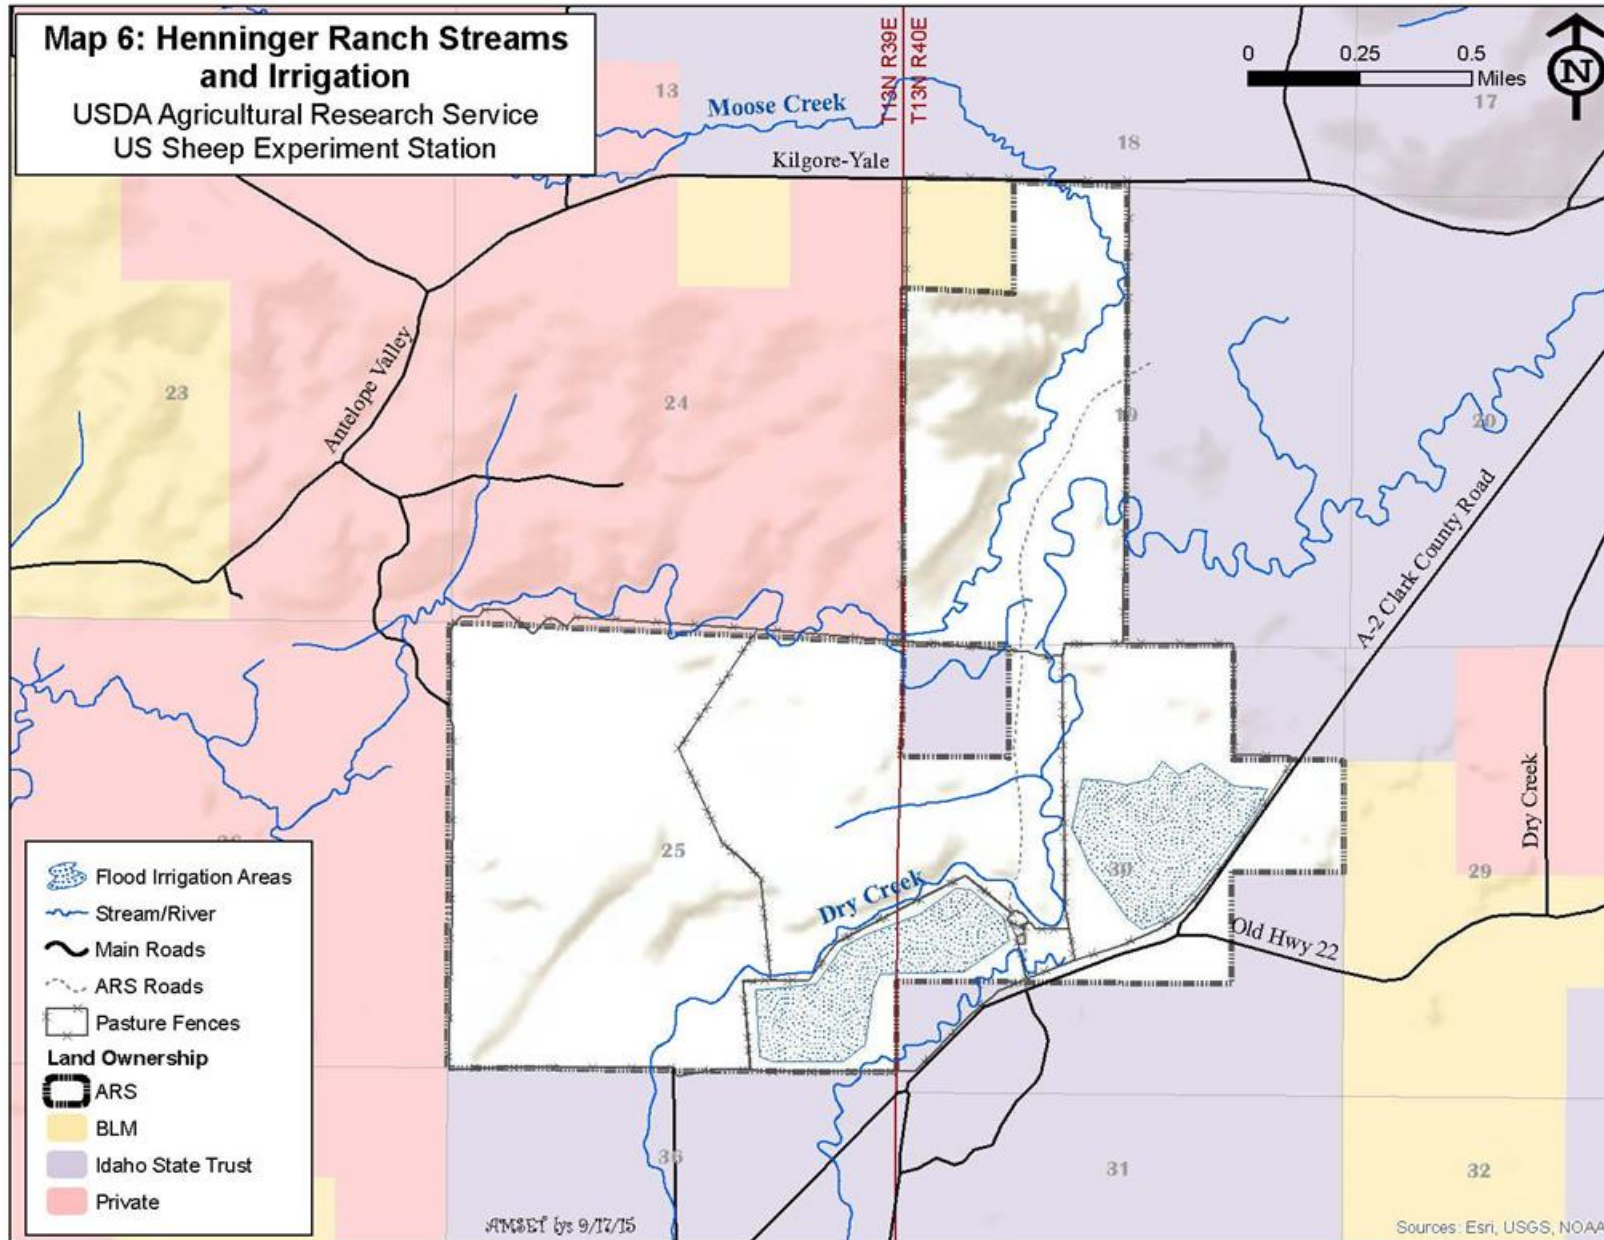 Map 6: Henninger Ranch Streams
and Irrigation
USDA Agricultural Research Service
US Sheep Experiment Station
T13N R39E
T13N R40E
0 0.25 0.5
Miles
N
13
17
18
Moose Creek
Kilgore-Yale
Antelope Valley
23
24
19
20
A-2 Clark County Road
Dry Creek
25
30
29
Dry Creek
Old Hwy 22
Flood Irrigation Areas
Stream/River
Main Roads
ARS Roads
Pasture Fences
Land Ownership
ARS
BLM
Idaho State Trust
Private
36
31
32
AMSET lys 9/17/15
Sources: Esri, USGS, NOAA